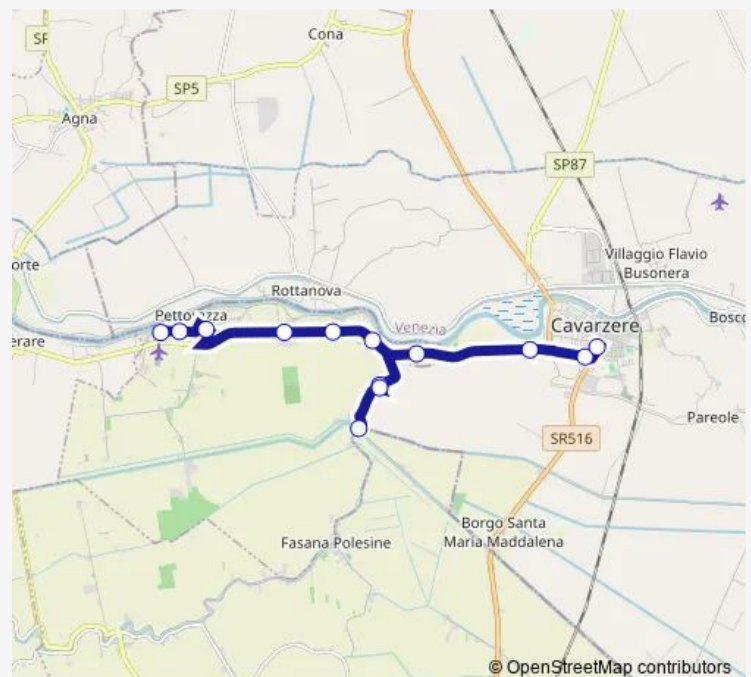 Cona
SP
SP5
Agna
SP87
Villaggio Flavio
Busonera
orte
Rottanova
Pettorazza
Venezia
Cavarzere
Bosco
erare
Pareole
SR516
Borgo Santa
Maria Maddalena
Fasana Polesine
© OpenStreetMap contributors